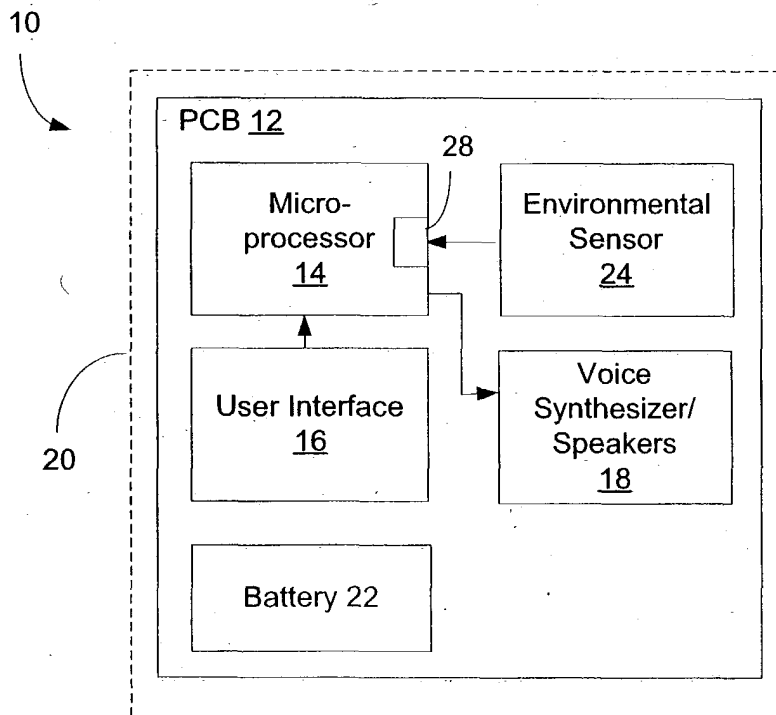 10
PCB 12
28
Micro-
processor
14
Environmental
Sensor
24
User Interface
16
Voice
Synthesizer/
Speakers
18
20
Battery 22